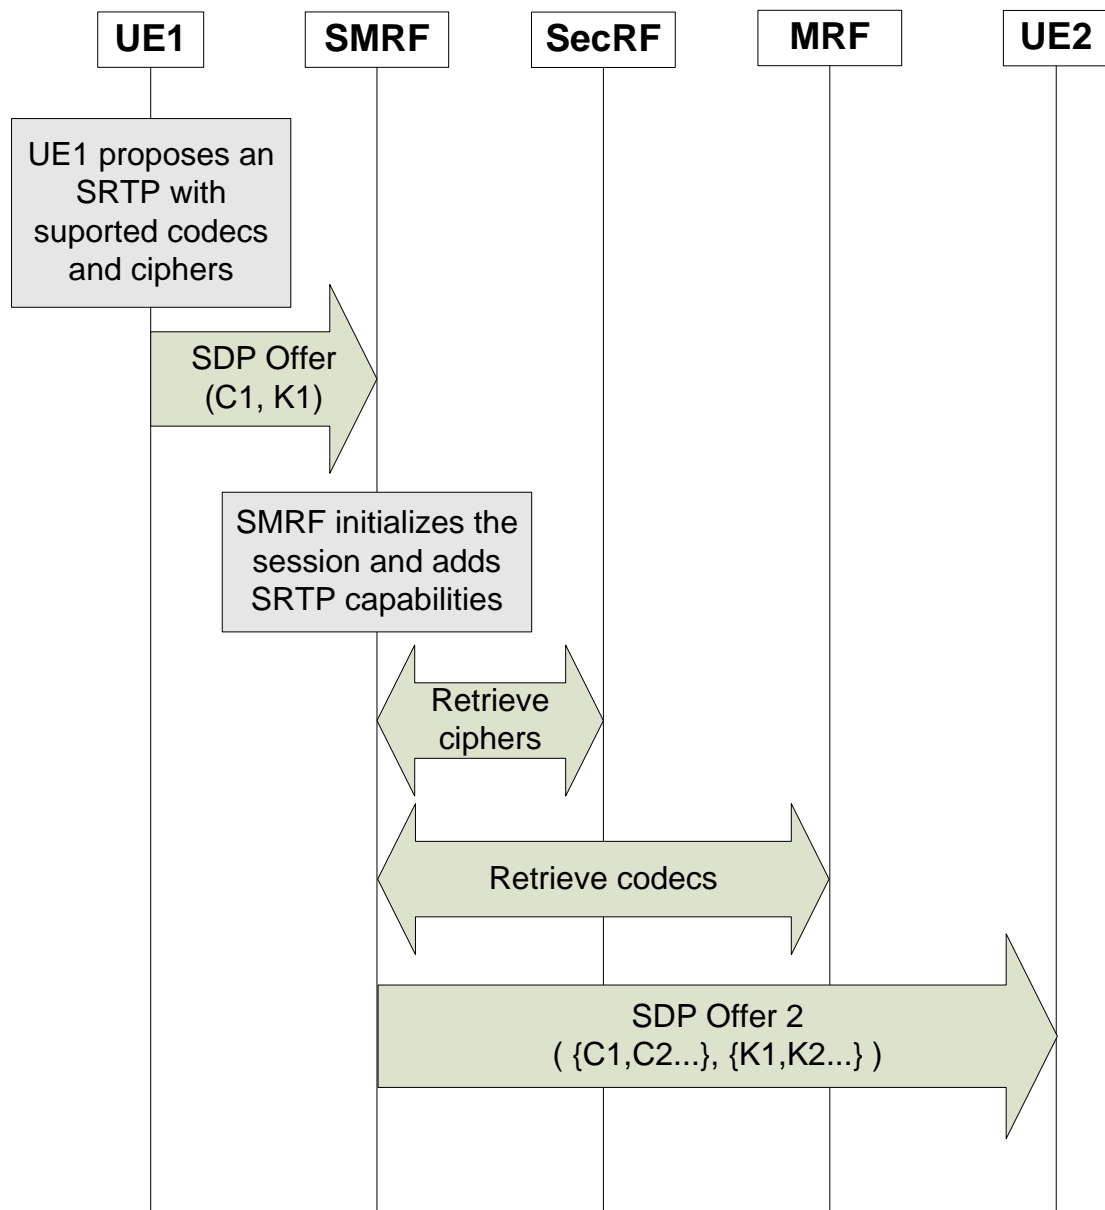 UE1
SMRF
SecRF
MRF
UE2
UE1 proposes an
SRTP with
suported codecs
and ciphers
SDP Offer
(C1, K1)
SMRF initializes the
session and adds
SRTP capabilities
Retrieve
ciphers
Retrieve codecs
SDP Offer 2
( {C1,C2...}, {K1,K2...} )